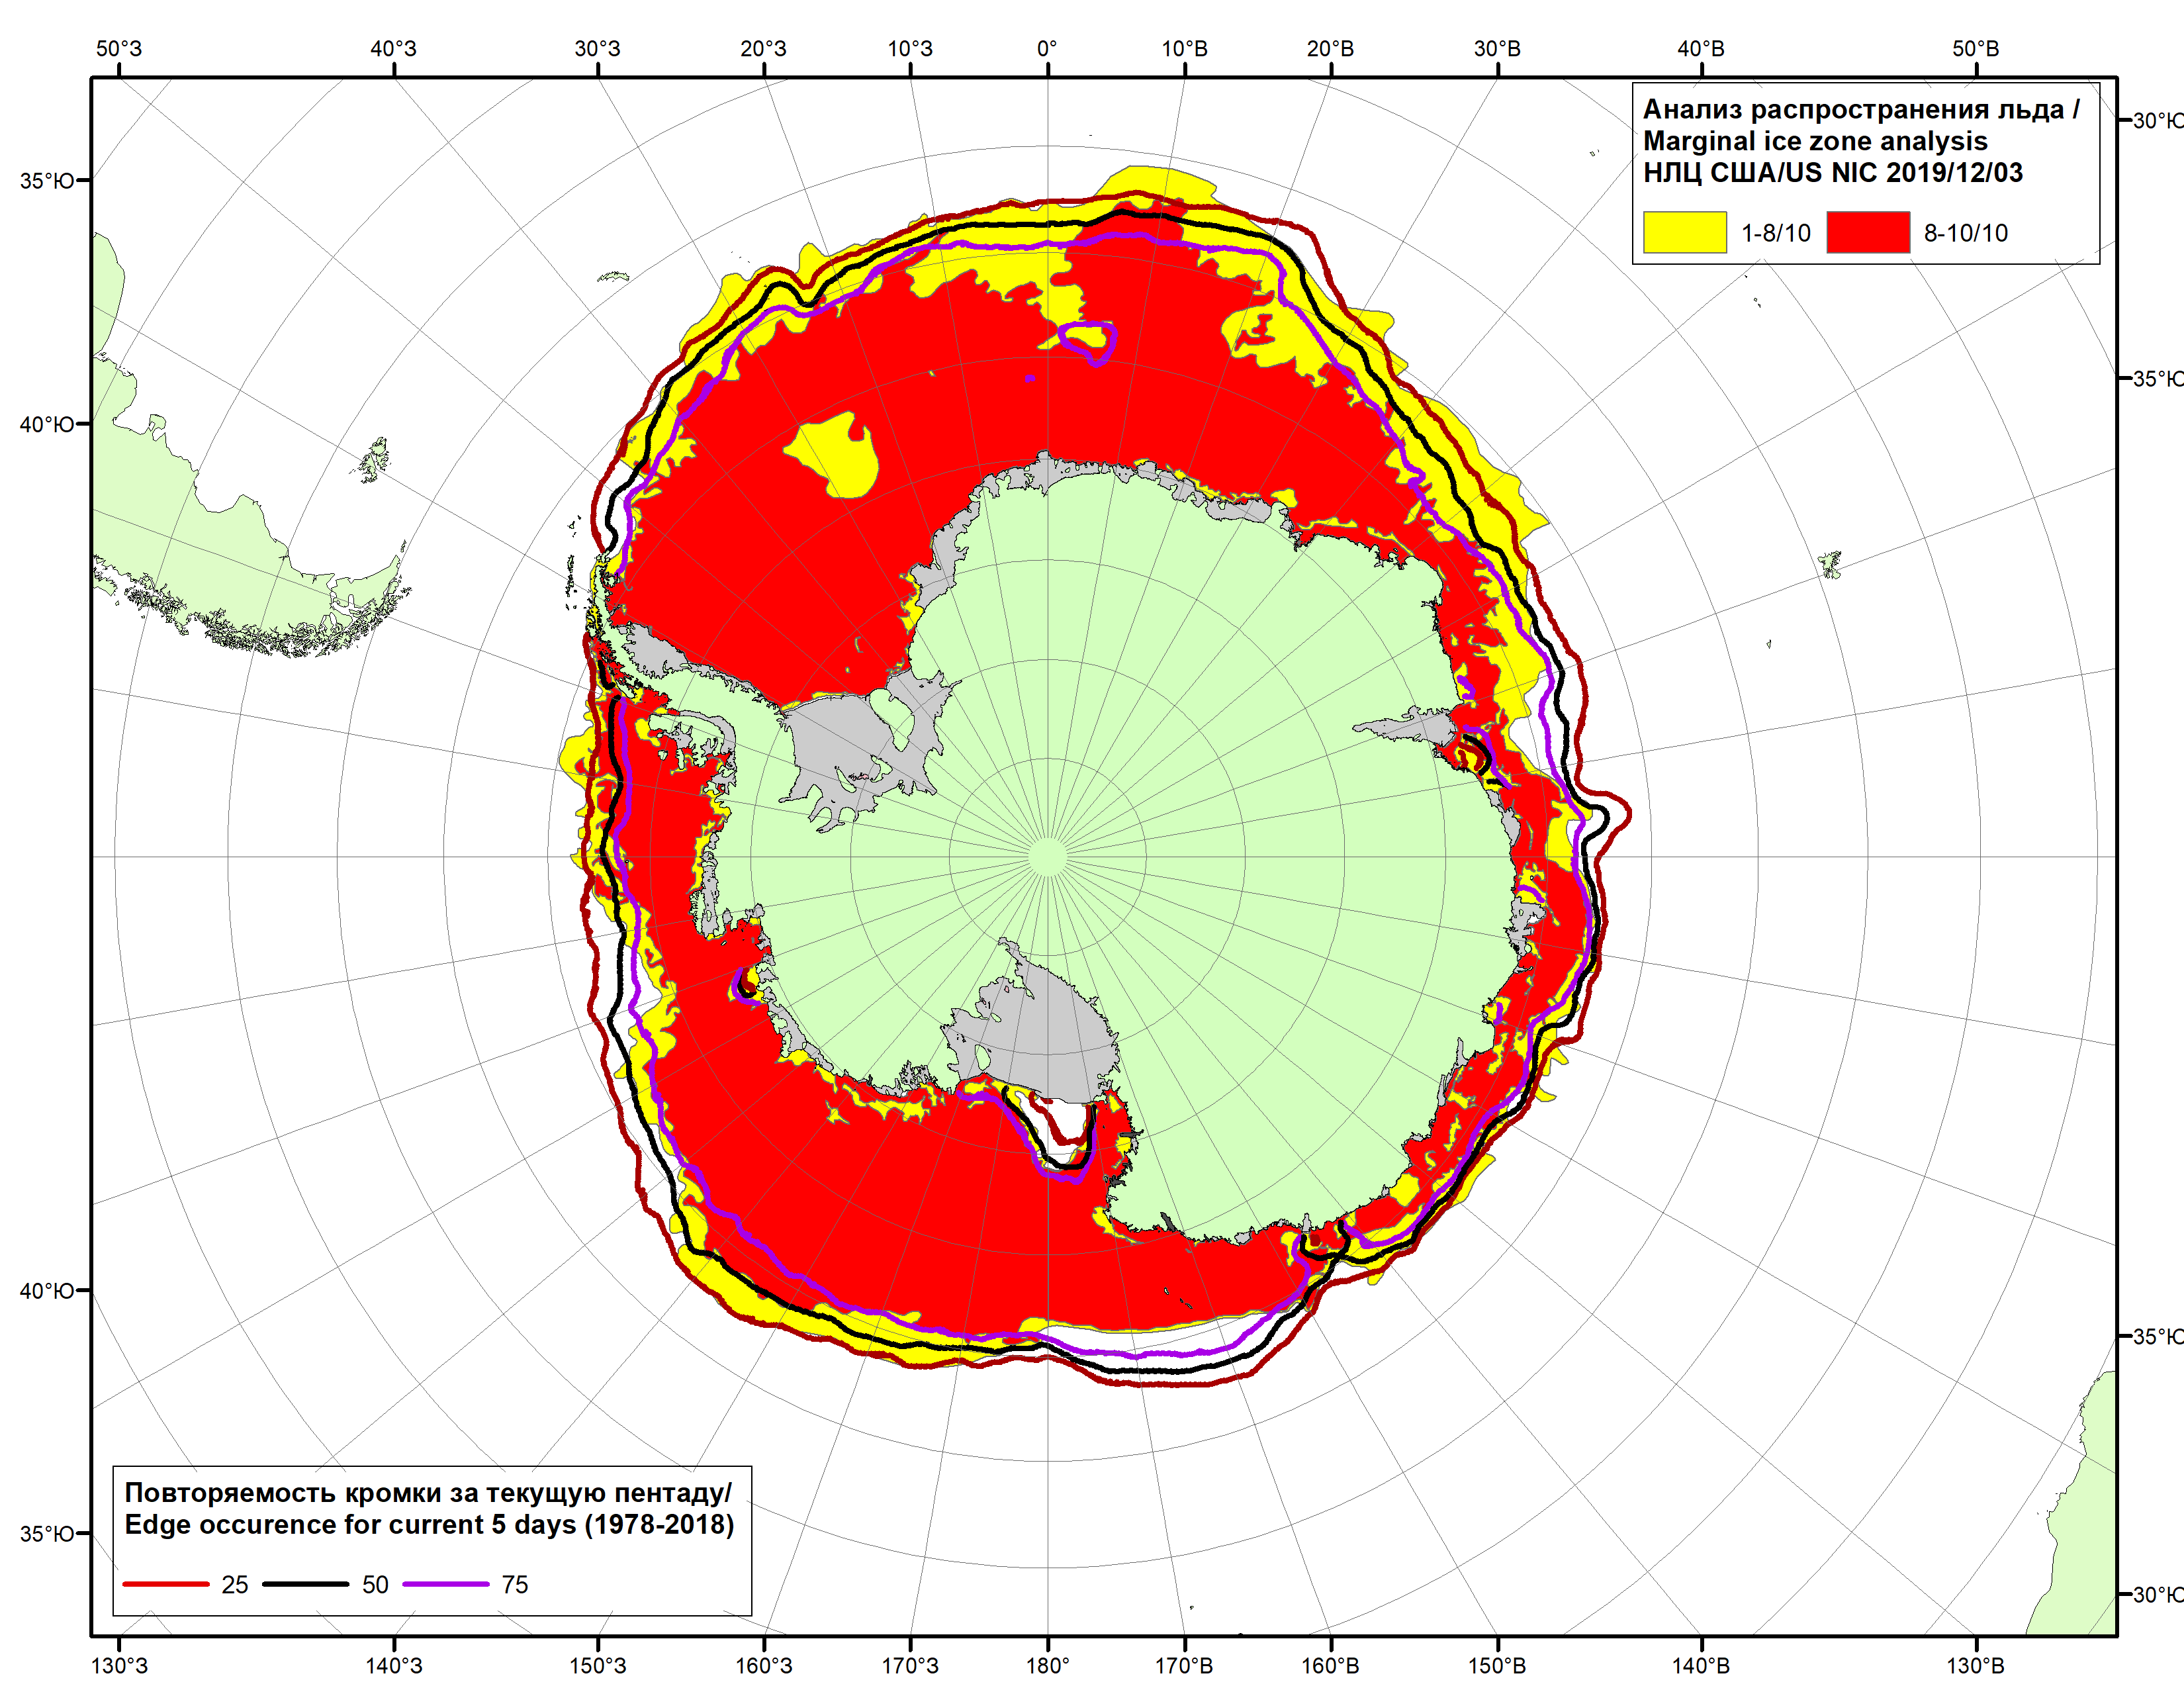 50°З 40°З 30°З 20°З 10°З 0° 10°В 20°В 30°В 40°В 50°В
Анализ распространения льда /
Marginal ice zone analysis
НЛЦ США/US NIC 2019/12/03
1-8/10 8-10/10
30°Ю
35°Ю
35°Ю
40°Ю
40°Ю
35°Ю
35°Ю
30°Ю
Повторяемость кромки за текущую пентаду/
Edge occurence for current 5 days (1978-2018)
25 50 75
130°З 140°З 150°З 160°З 170°З 180° 170°В 160°В 150°В 140°В 130°В